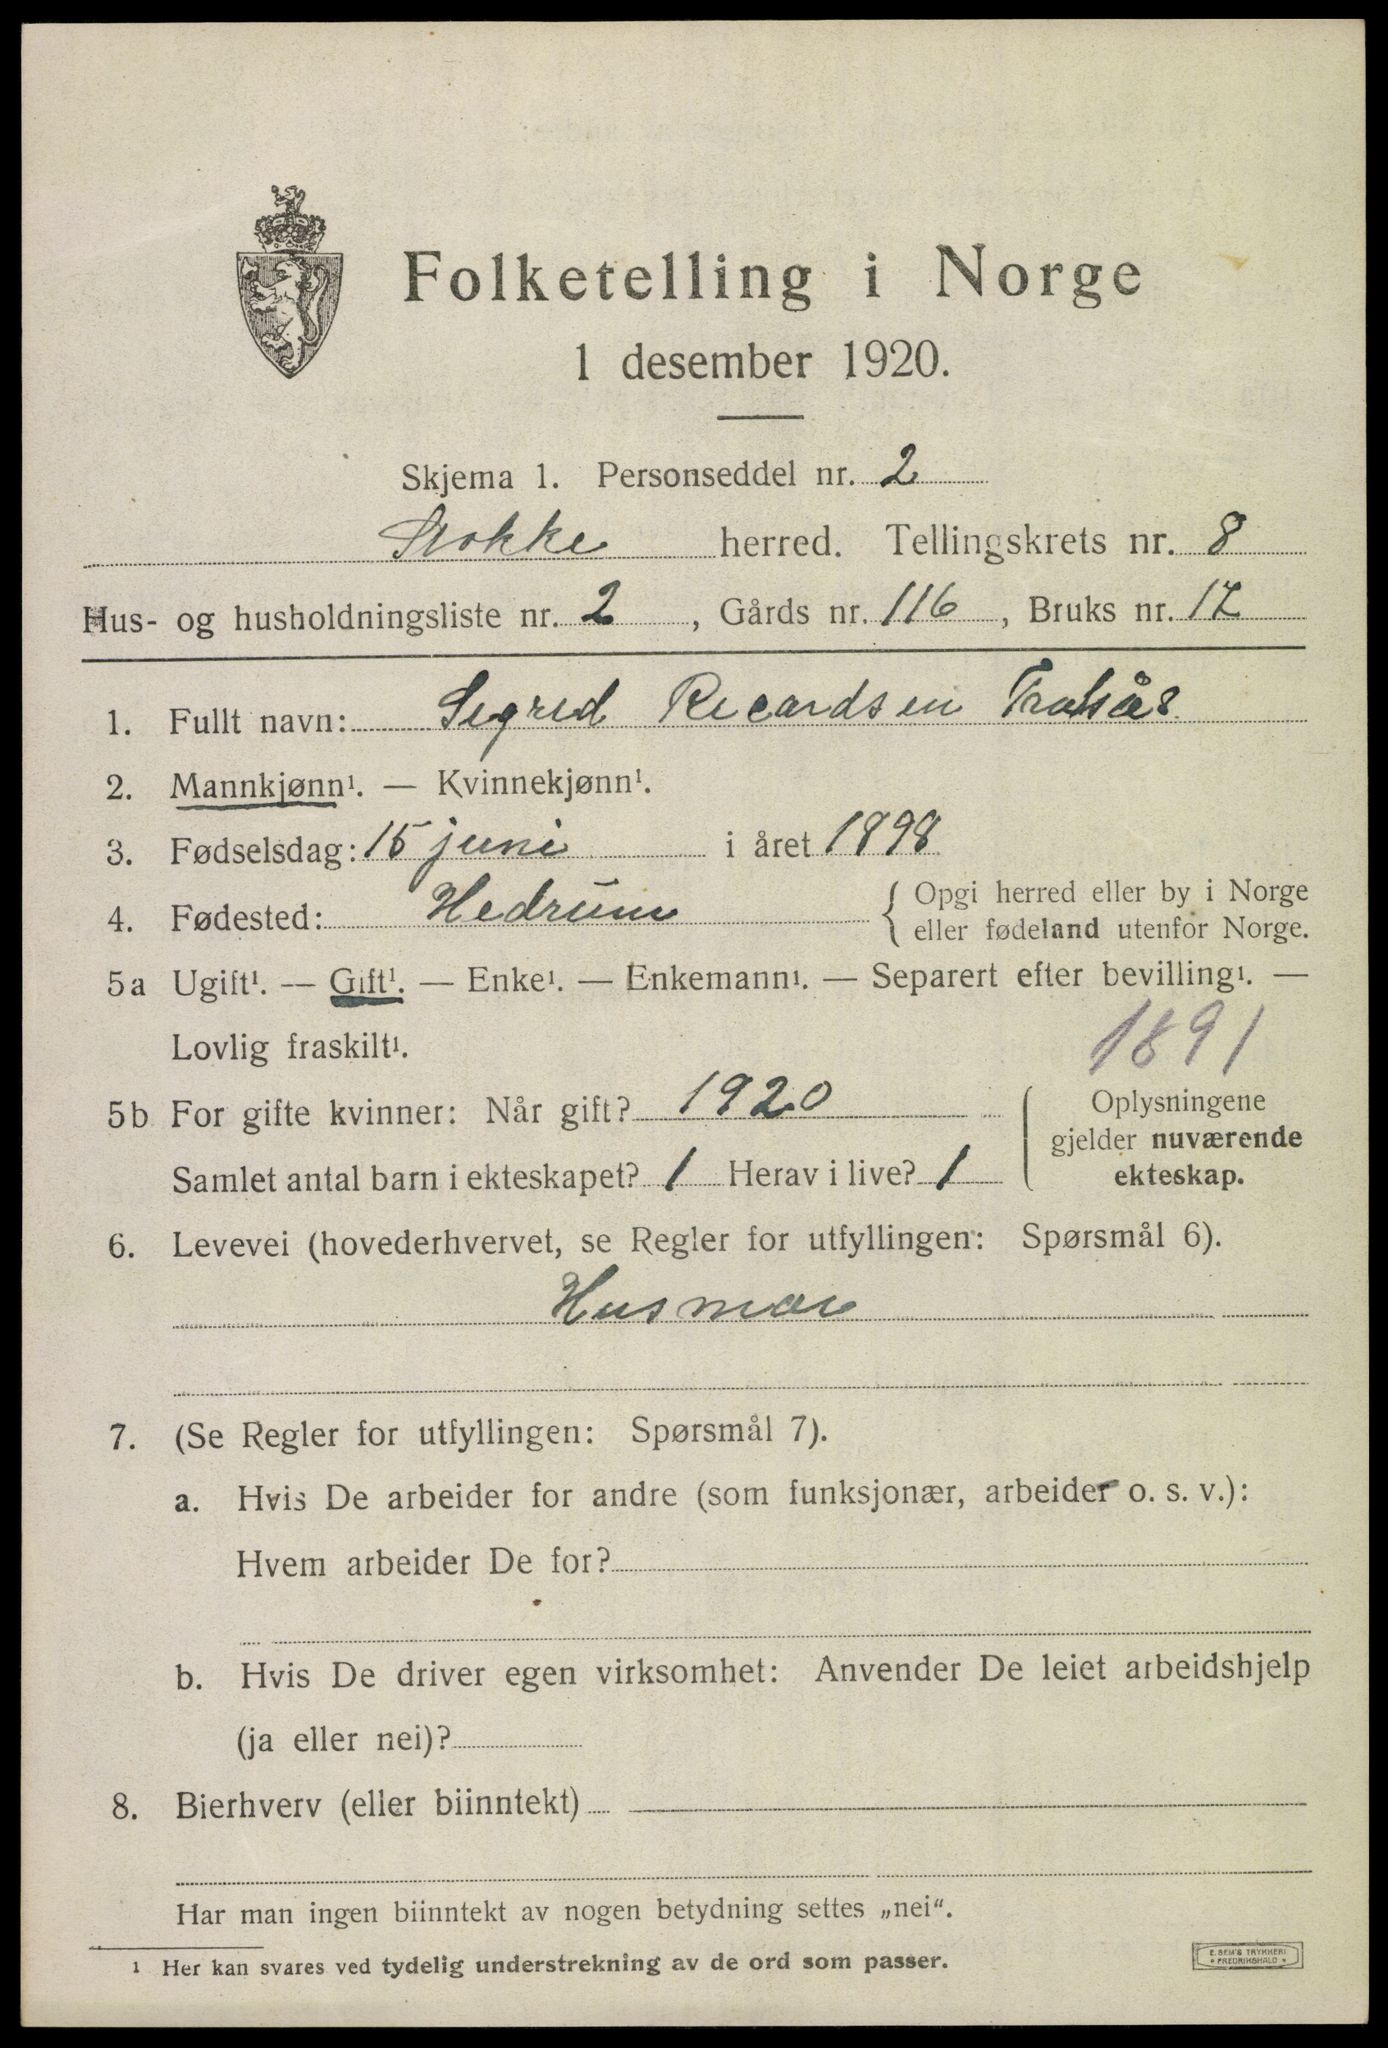 Folketelling i Norge
1 desember 1920.
Skjema 1. Personseddel nr. 2
Stokke herred. Tellingskrets nr. 8
Hus- og husholdningsliste nr. 2, Gårds nr. 116, Bruks nr. 17
1. Fullt navn: Segred Recardsen
2. Mannkjønn¹. — Kvinnekjønn¹.
3. Fødselsdag: 15 juni i året 1898
4. Fødested: Hedrum { Opgi herred eller by i Norge
eller fødeland utenfor Norge.
5a Ugift¹. — Gift¹. — Enke¹. — Enkemann¹. — Separert efter bevilling¹. —
Lovlig fraskilt¹.
1891
5b For gifte kvinner: Når gift? 1920
Samlet antal barn i ekteskapet? 1 Herav i live? 1
{ Oplysningene
gjelder nuværende
ekteskap.
6. Levevei (hovederhvervet, se Regler for utfyllingen: Spørsmål 6).
Husmor
7. (Se Regler for utfyllingen: Spørsmål 7).
a. Hvis De arbeider for andre (som funksjonær, arbeider o. s. v.):
Hvem arbeider De for?
b. Hvis De driver egen virksomhet: Anvender De leiet arbeidshjelp
(ja eller nei)?
8. Bierhverv (eller biinntekt) —
Har man ingen biinntekt av nogen betydning settes „nei“.
1 Her kan svares ved tydelig understrekning av de ord som passer.
E. SEM'S TRYKKERI
* FREDRIKSHALD *